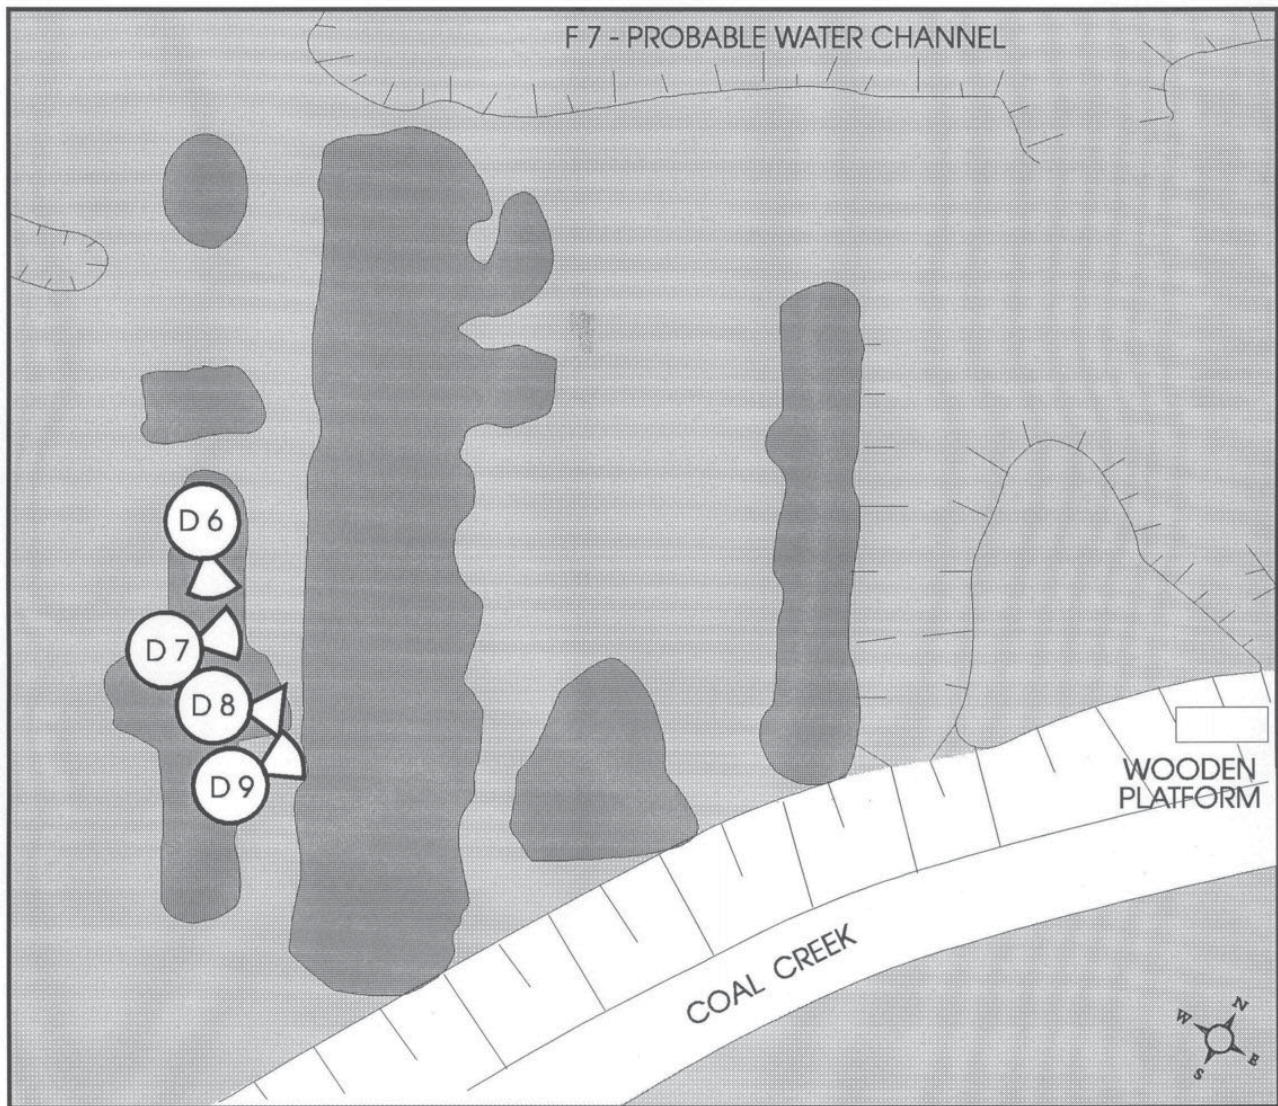 F 7 - PROBABLE WATER CHANNEL
D 6
D 7
D 8
D 9
WOODEN
PLATFORM
COAL CREEK
N
W
E
S